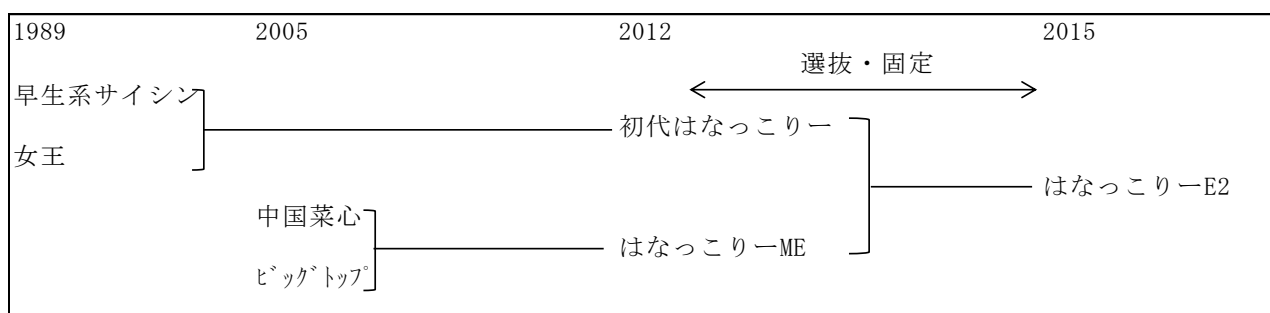 1989 2005 2012 2015
選抜・固定
早生系サイシン
初代はなっこりー
女王
はなっこりーE2
中国菜心
はなっこりーME
ﾋﾞｯｸﾞﾄｯﾌﾟ